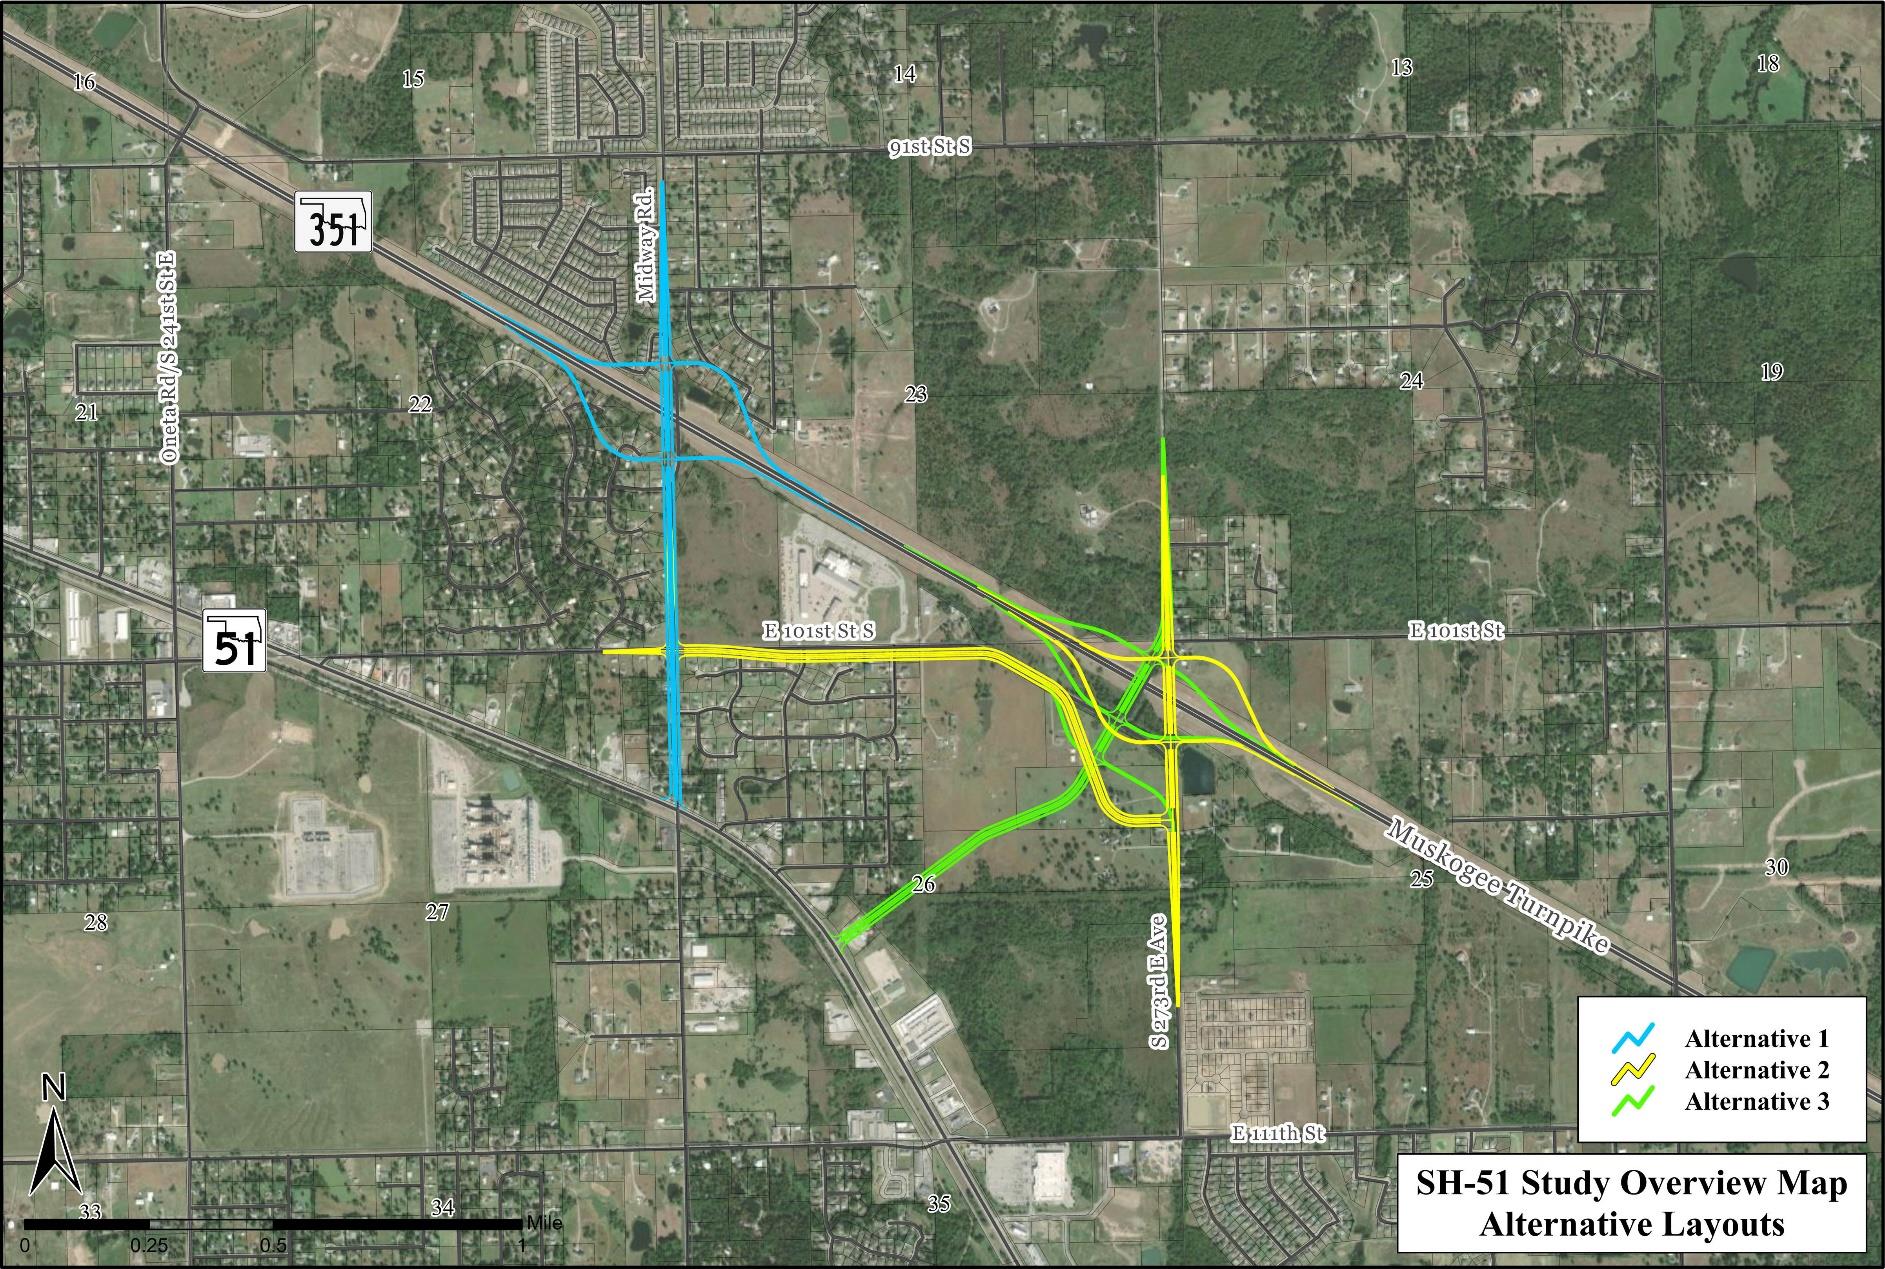 16
15
14
13
18
91st St S
351
Midway Rd.
Oneta Rd/S 241st St E
21
22
23
24
19
51
E 101st St S
E 101st St
Muskogee Turnpike
28
27
26
25
30
S 273rd E Ave
Alternative 1
Alternative 2
Alternative 3
N
E 111th St
SH-51 Study Overview Map
Alternative Layouts
33
34
35
Mile
0 0.25 0.5 1